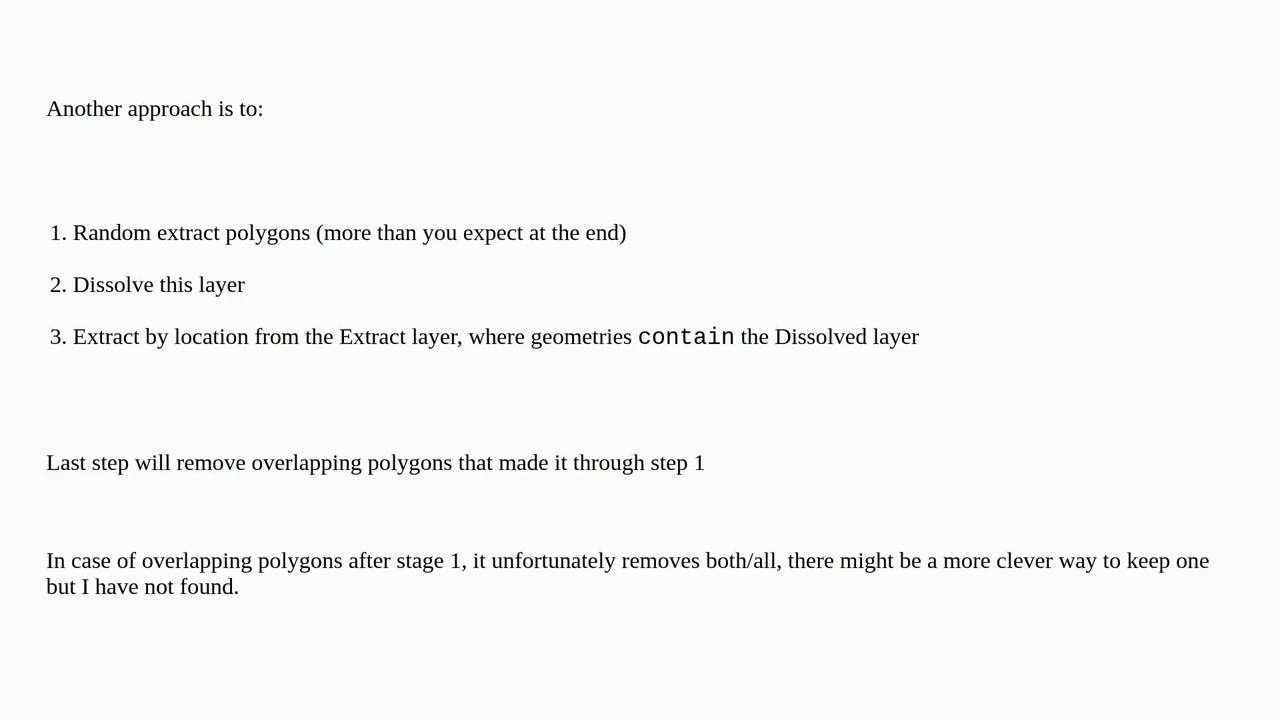 Another approach is to:
1. Random extract polygons (more than you expect at the end)
2. Dissolve this layer
3. Extract by location from the Extract layer, where geometries contain the Dissolved layer
Last step will remove overlapping polygons that made it through step 1
In case of overlapping polygons after stage 1, it unfortunately removes both/all, there might be a more clever way to keep one
but I have not found.